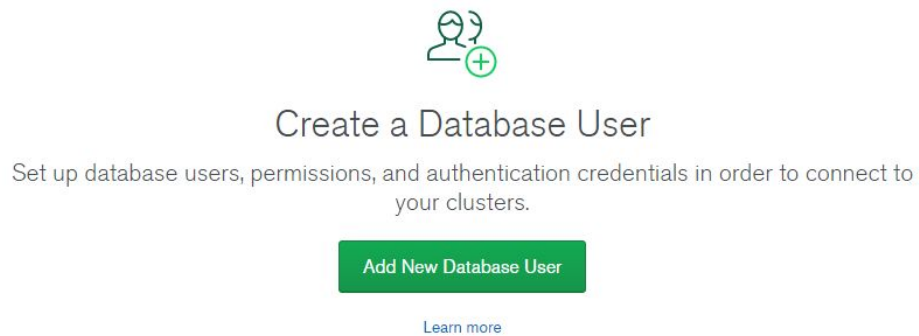 Create a Database User
Set up database users, permissions, and authentication credentials in order to connect to
your clusters.
Add New Database User
Learn more